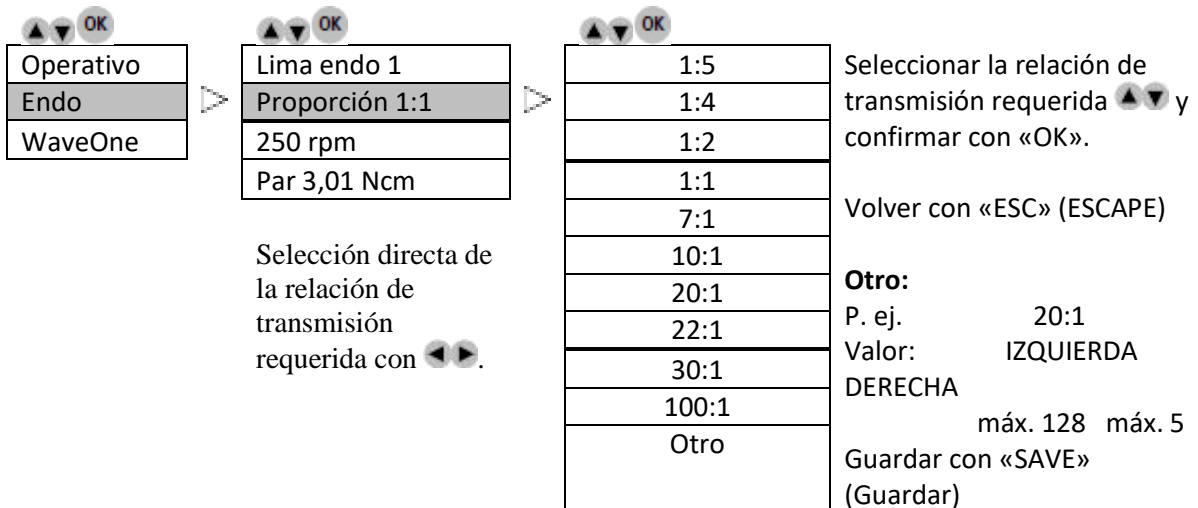 OK
Operativo
Endo
WaveOne
OK
Lima endo 1
Proporción 1:1
250 rpm
Par 3,01 Ncm
Selección directa de
la relación de
transmisión
requerida con
OK
1:5
1:4
1:2
1:1
7:1
10:1
20:1
22:1
30:1
100:1
Otro
Seleccionar la relación de
transmisión requerida y
confirmar con «OK».
Volver con «ESC» (ESCAPE)
Otro:
P. ej. 20:1
Valor: IZQUIERDA
DERECHA
máx. 128 máx. 5
Guardar con «SAVE»
(Guardar)